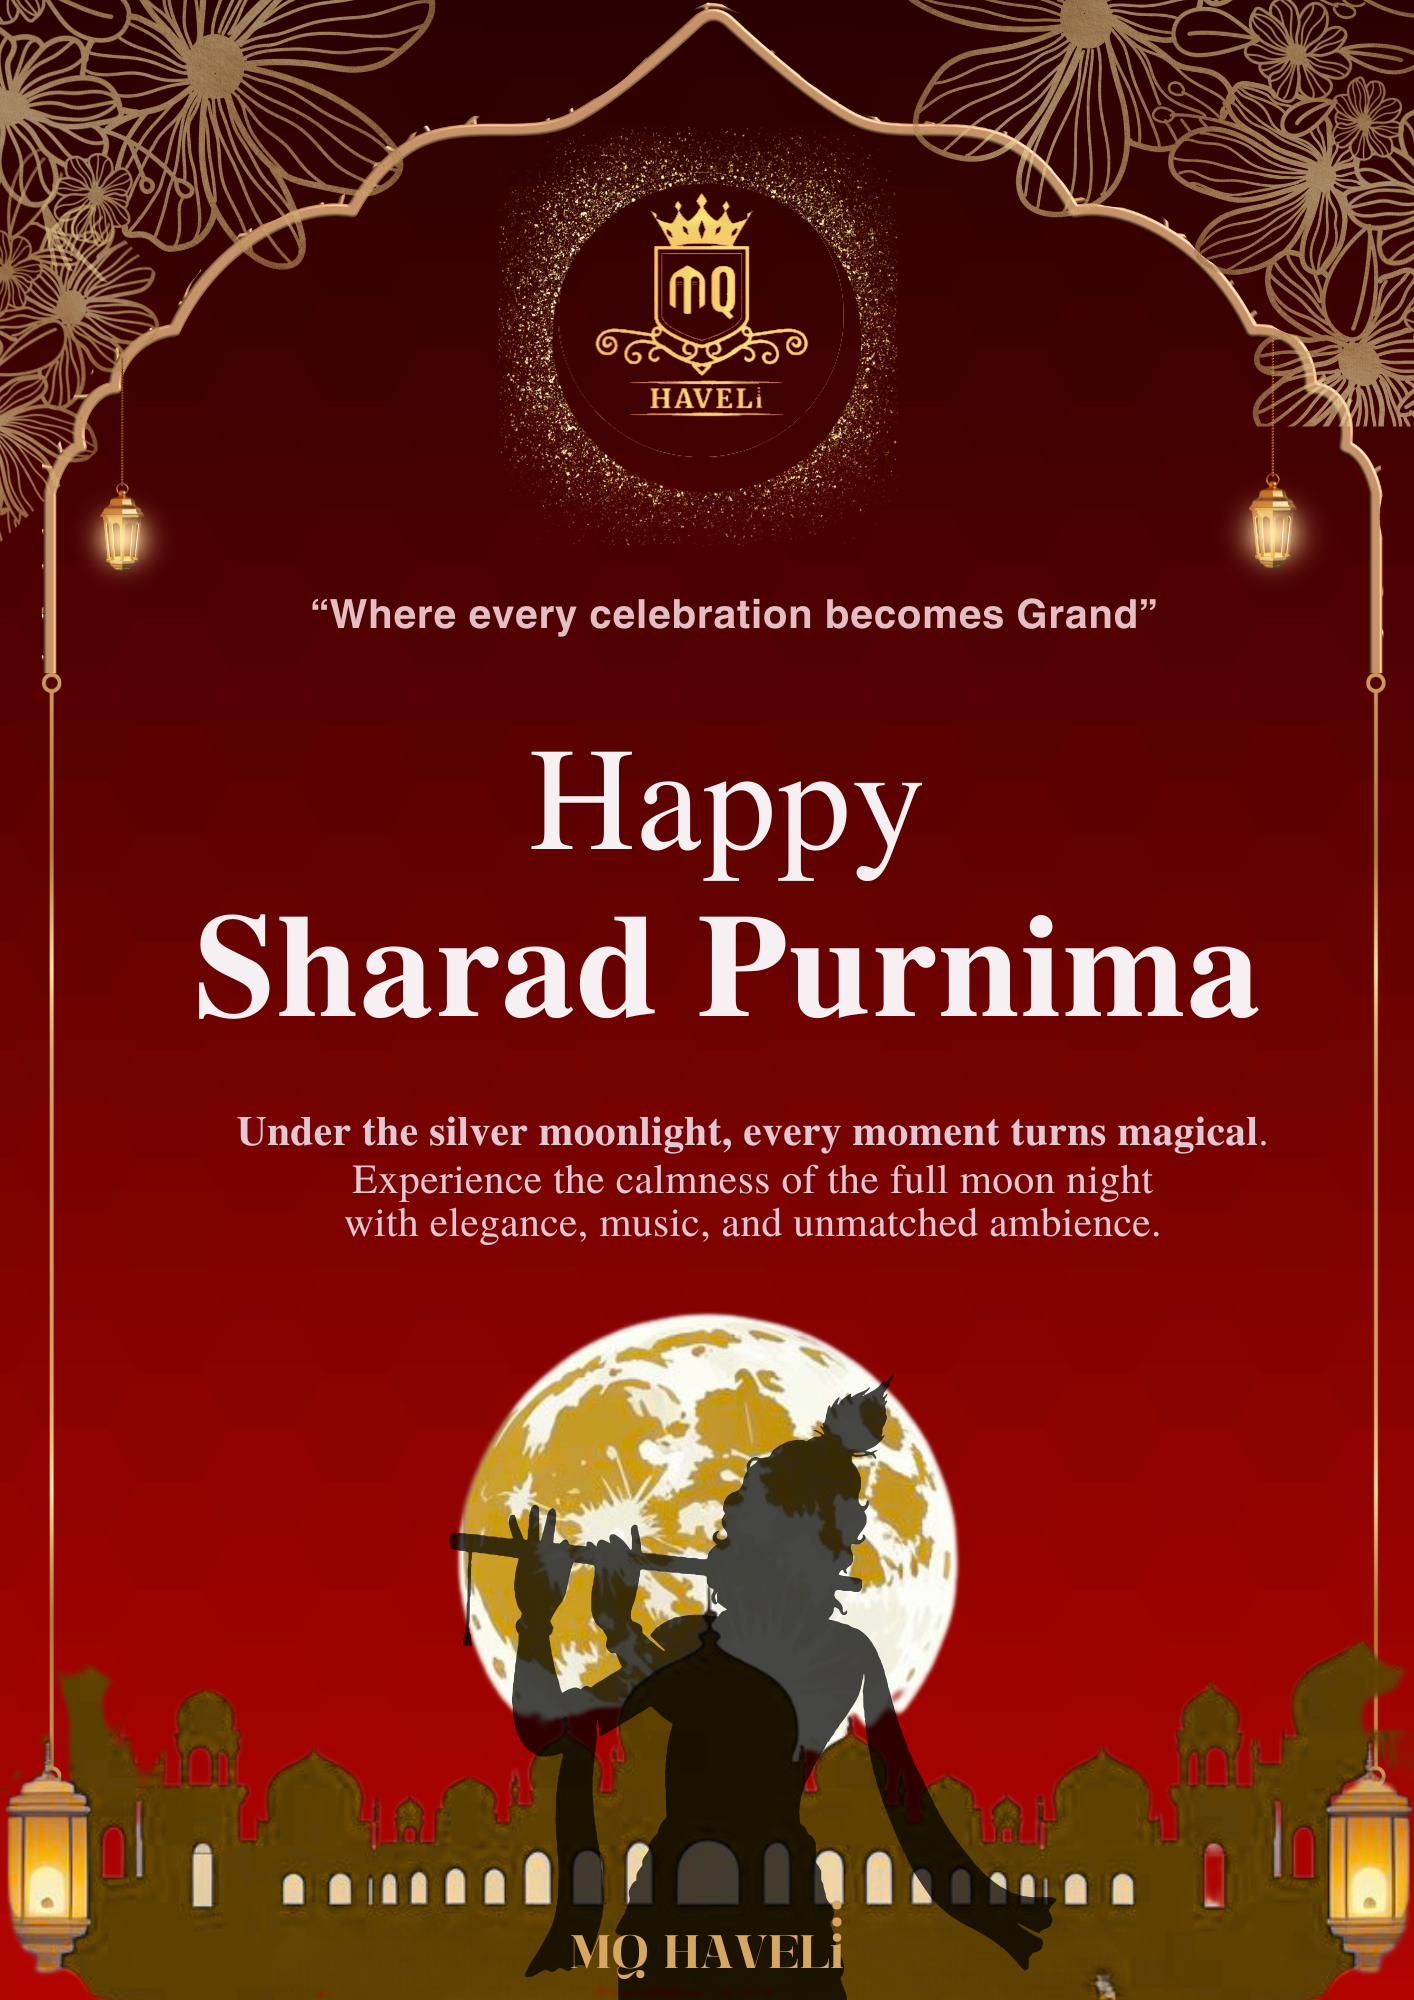 MQ
HAVELi
“Where every celebration becomes Grand”
Happy
Sharad Purnima
Under the silver moonlight, every moment turns magical.
Experience the calmness of the full moon night
with elegance, music, and unmatched ambience.
MQ HAVELi